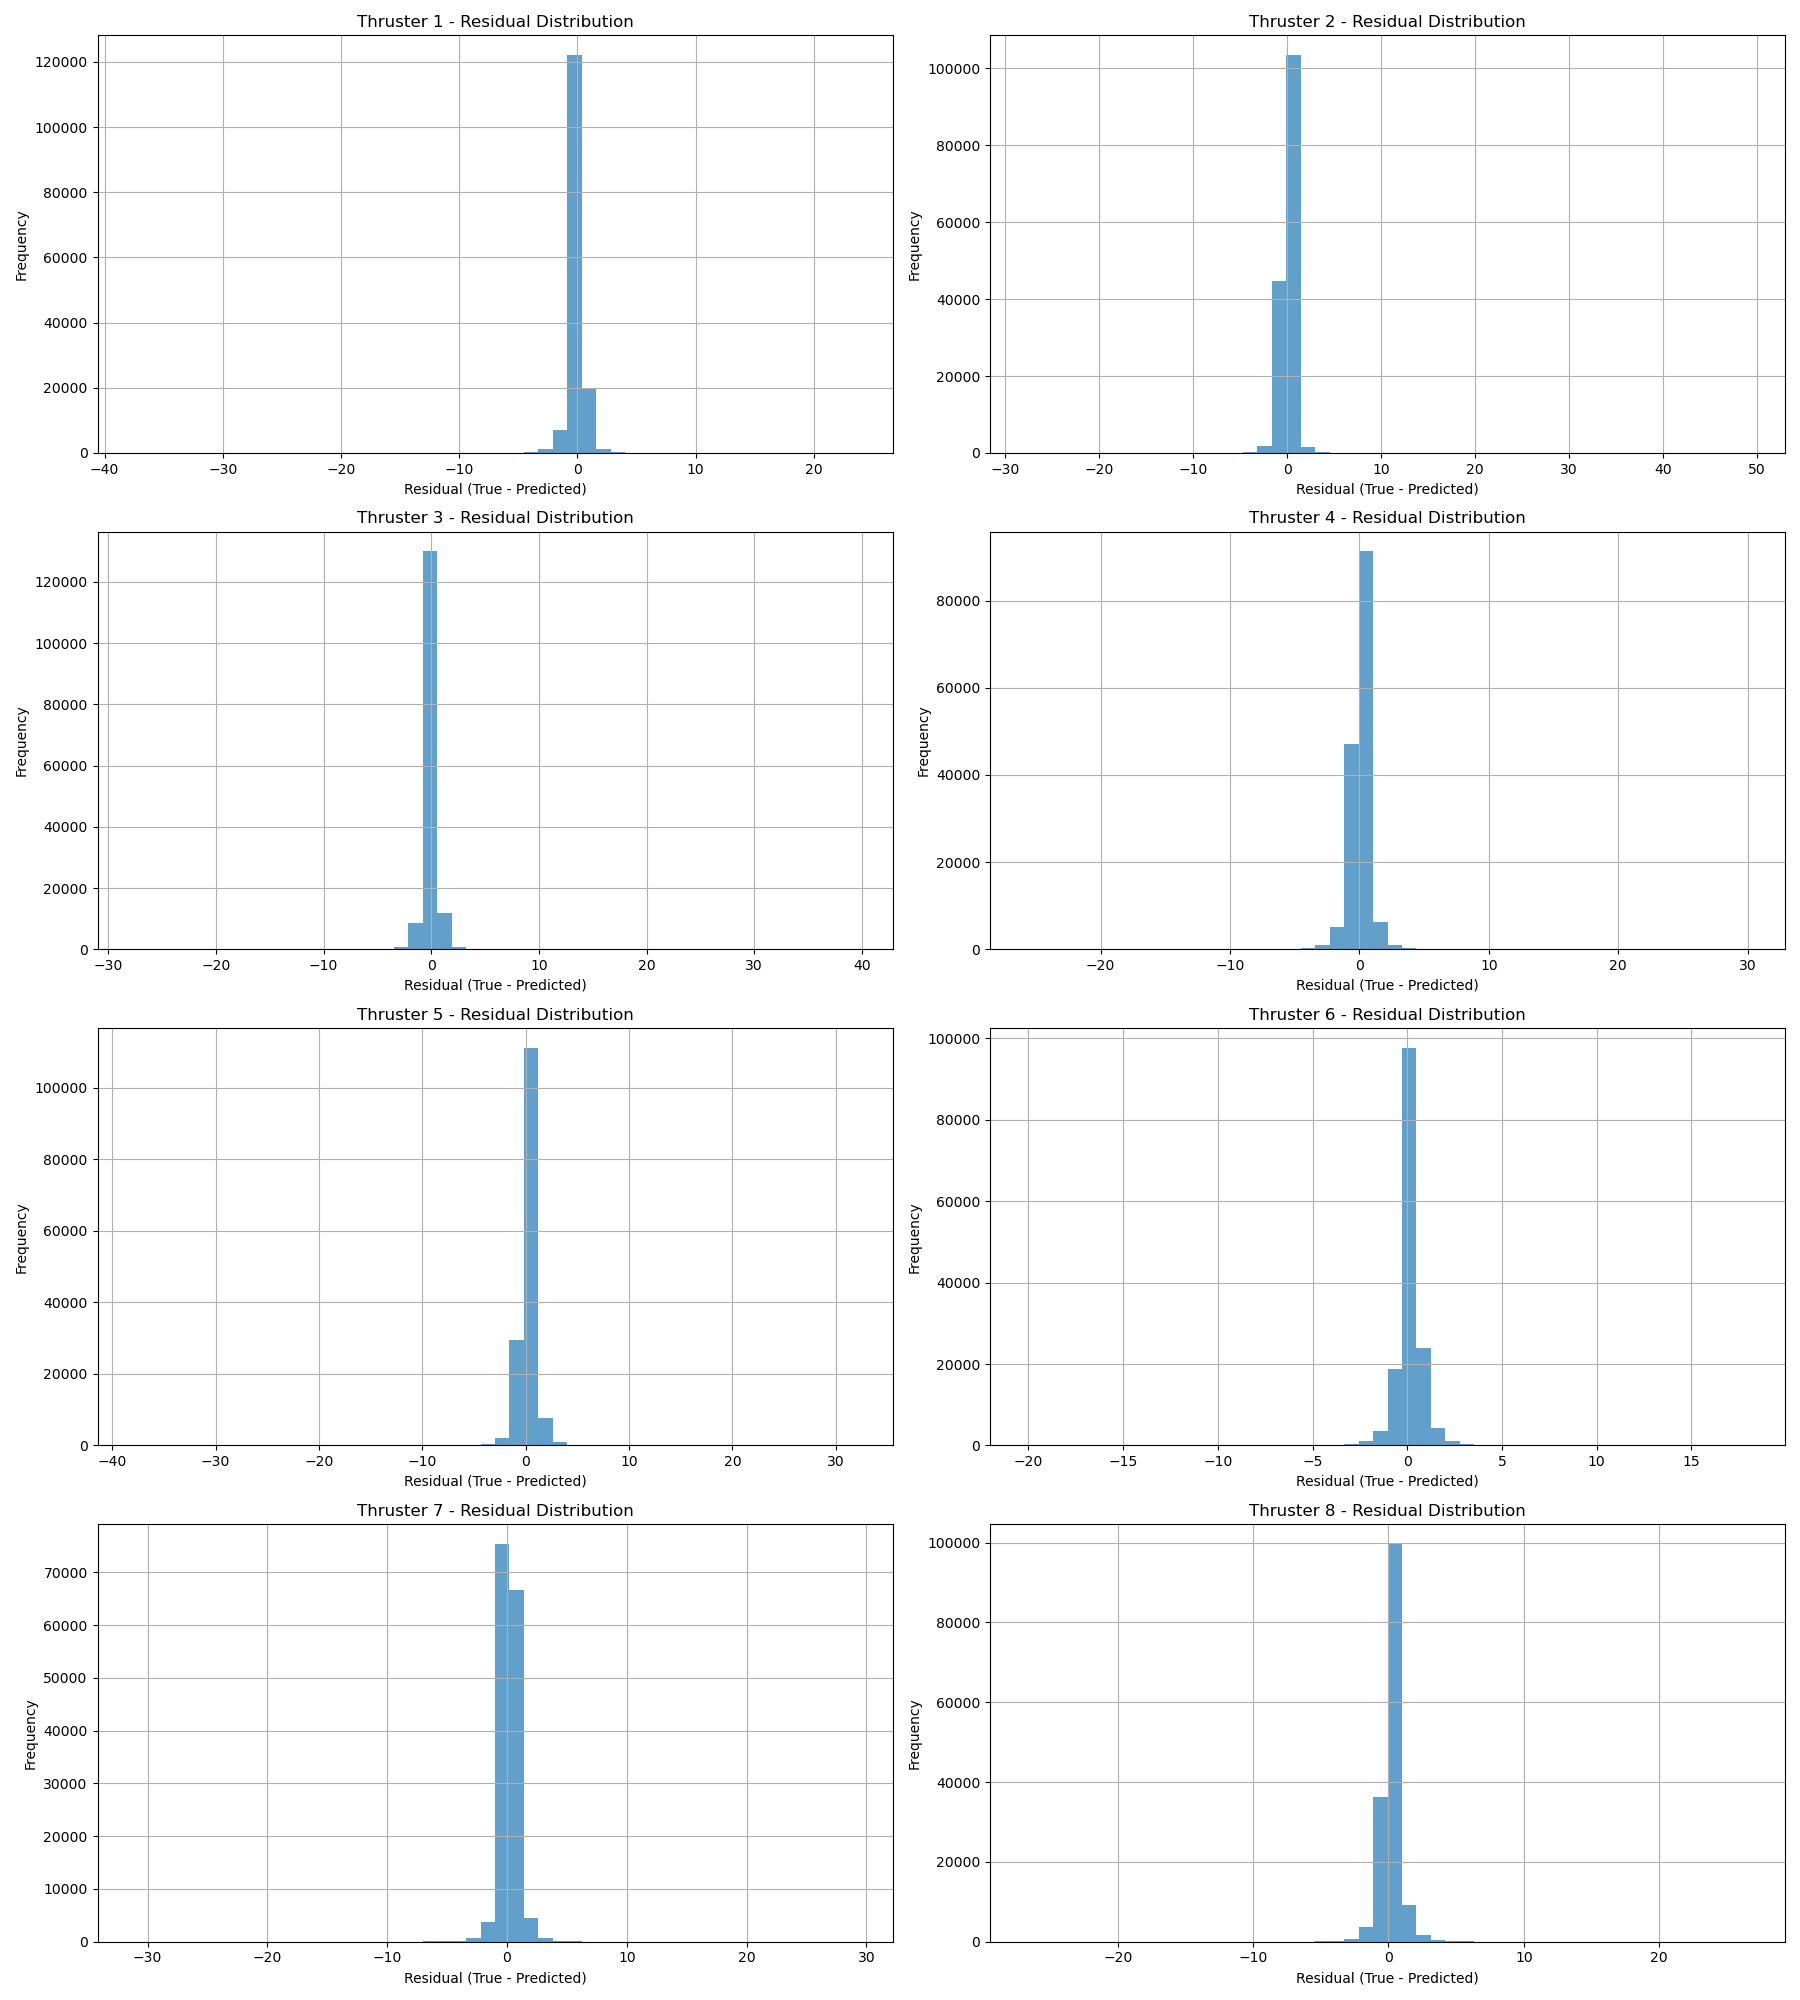 Thruster 1 - Residual Distribution
120000
100000
80000
60000
40000
20000
0
Frequency
−40 −30 −20 −10 0 10 20
Residual (True - Predicted)
Thruster 2 - Residual Distribution
100000
80000
60000
40000
20000
0
Frequency
−30 −20 −10 0 10 20 30 40 50
Residual (True - Predicted)
Thruster 3 - Residual Distribution
120000
100000
80000
60000
40000
20000
0
Frequency
−30 −20 −10 0 10 20 30 40
Residual (True - Predicted)
Thruster 4 - Residual Distribution
80000
60000
40000
20000
0
Frequency
−20 −10 0 10 20 30
Residual (True - Predicted)
Thruster 5 - Residual Distribution
100000
80000
60000
40000
20000
0
Frequency
−40 −30 −20 −10 0 10 20 30
Residual (True - Predicted)
Thruster 6 - Residual Distribution
100000
80000
60000
40000
20000
0
Frequency
−20 −15 −10 −5 0 5 10 15
Residual (True - Predicted)
Thruster 7 - Residual Distribution
70000
60000
50000
40000
30000
20000
10000
0
Frequency
−30 −20 −10 0 10 20 30
Residual (True - Predicted)
Thruster 8 - Residual Distribution
100000
80000
60000
40000
20000
0
Frequency
−20 −10 0 10 20
Residual (True - Predicted)